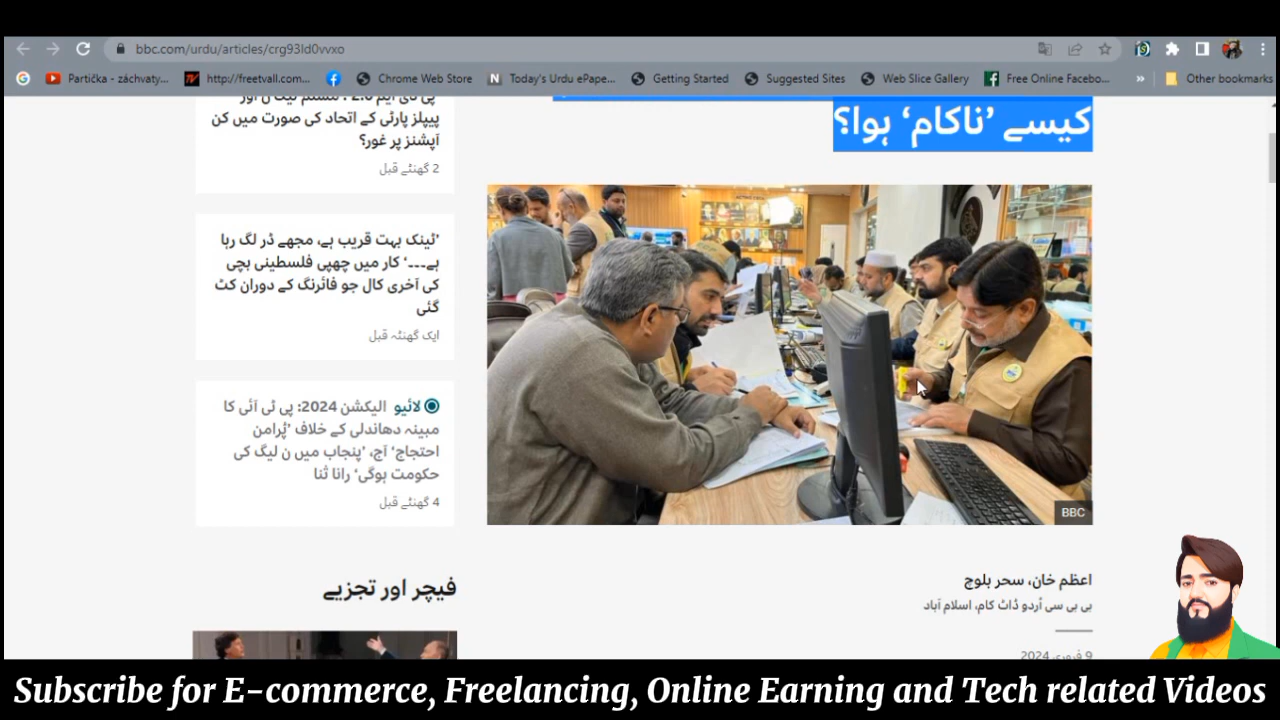 bbc.com/urdu/articles/crg93ld0vvxo
Partička - záchvaty...
http://freetvall.com...
Chrome Web Store
Today's Urdu ePape...
Getting Started
Suggested Sites
Web Slice Gallery
Free Online Facebo...
»
Other bookmarks
کیسے ’ناکام‘ ہوا؟
پیپلز پارٹی کے اتحاد کی صورت میں کن
آپشنز پر غور؟
2 گھنٹے قبل
’ٹینک بہت قریب ہے، مجھے ڈر لگ رہا
ہے۔۔۔‘ کار میں چھپی فلسطینی بچی
کی آخری کال جو فائرنگ کے دوران کٹ
گئی
ایک گھنٹہ قبل
لائیو الیکشن 2024: پی ٹی آئی کا
مبینہ دھاندلی کے خلاف ’پُرامن
احتجاج‘ آج، ’پنجاب میں ن لیگ کی
حکومت ہوگی‘ رانا ثنا
4 گھنٹے قبل
BBC
فیچر اور تجزیے
اعظم خان، سحر بلوچ
بی بی سی اُردو ڈاٹ کام، اسلام آباد
9 فروری 2024
Subscribe for E-commerce, Freelancing, Online Earning and Tech related Videos